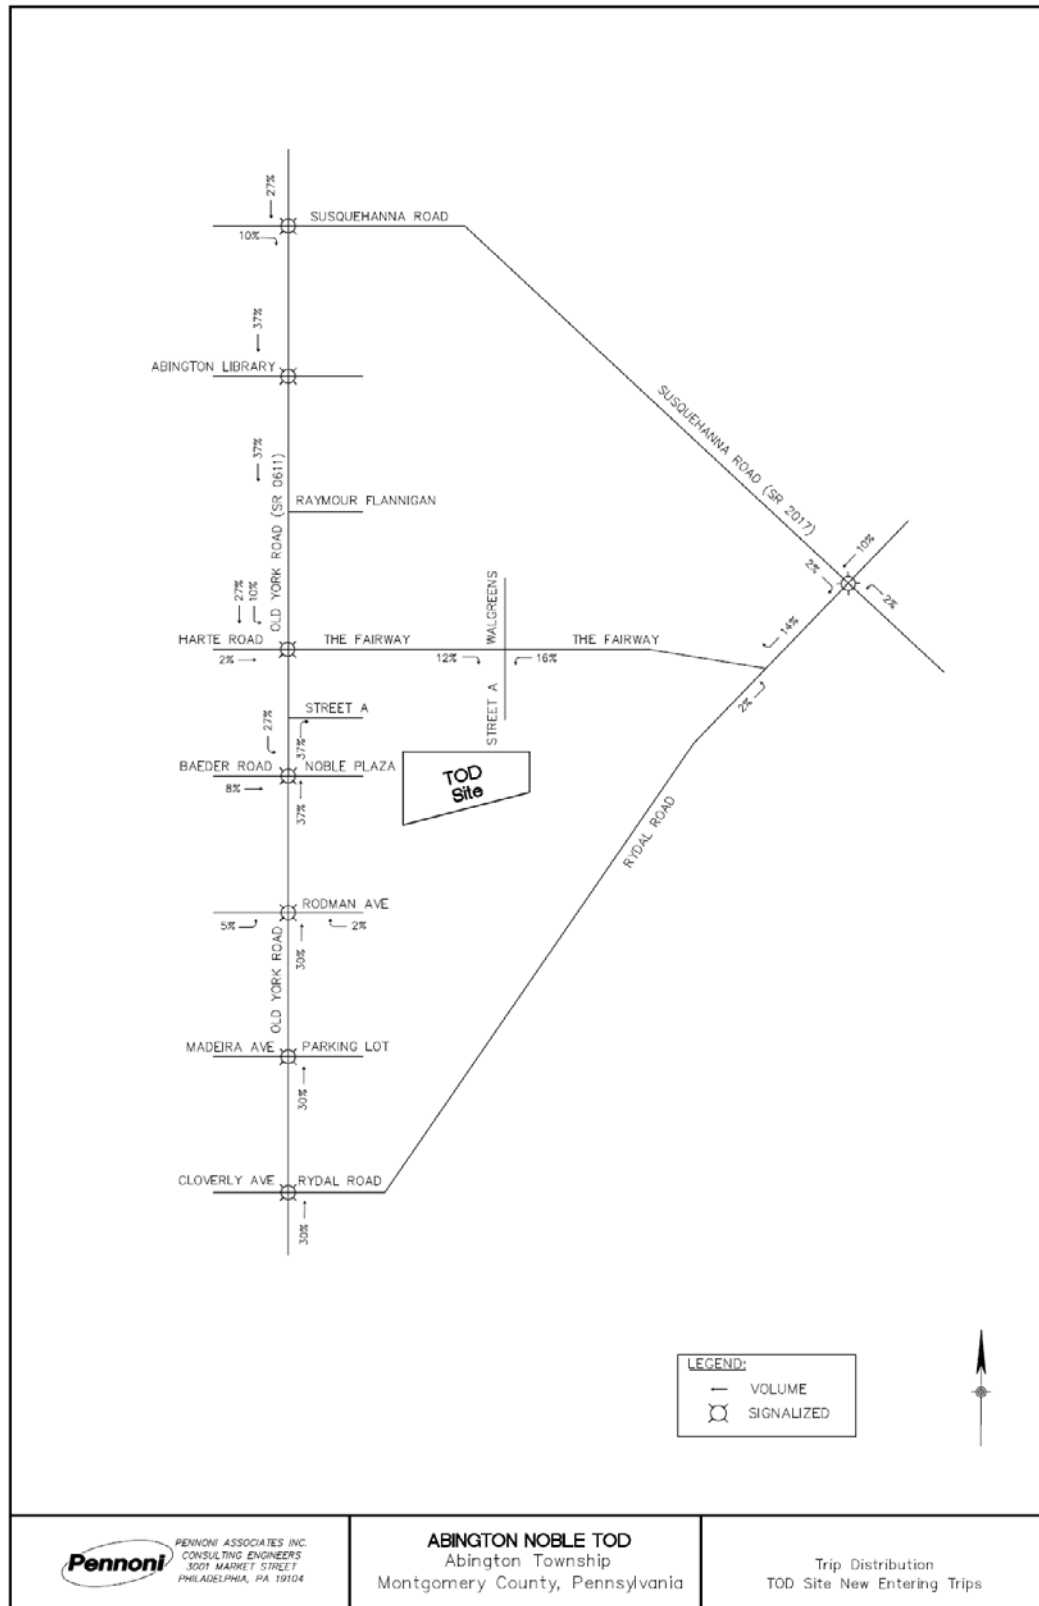 27%
SUSQUEHANNA ROAD
10%
37%
ABINGTON LIBRARY
SUSQUEHANNA ROAD (SR 2017)
37%
OLD YORK ROAD (SR 0611)
RAYMOUR FLANNIGAN
10%
2%
2%
27%
10%
WALGREENS
14%
HARTE ROAD
THE FAIRWAY
THE FAIRWAY
2%
12%
16%
2%
STREET A
STREET A
27%
37%
BAEDER ROAD
NOBLE PLAZA
TOD
Site
8%
37%
RYDAL ROAD
RODMAN AVE
5%
2%
30%
OLD YORK ROAD
MADEIRA AVE
PARKING LOT
30%
CLOVERLY AVE
RYDAL ROAD
30%
LEGEND:
VOLUME
SIGNALIZED
Pennoni
PENNONI ASSOCIATES INC.
CONSULTING ENGINEERS
3001 MARKET STREET
PHILADELPHIA, PA 19104
ABINGTON NOBLE TOD
Abington Township
Montgomery County, Pennsylvania
Trip Distribution
TOD Site New Entering Trips